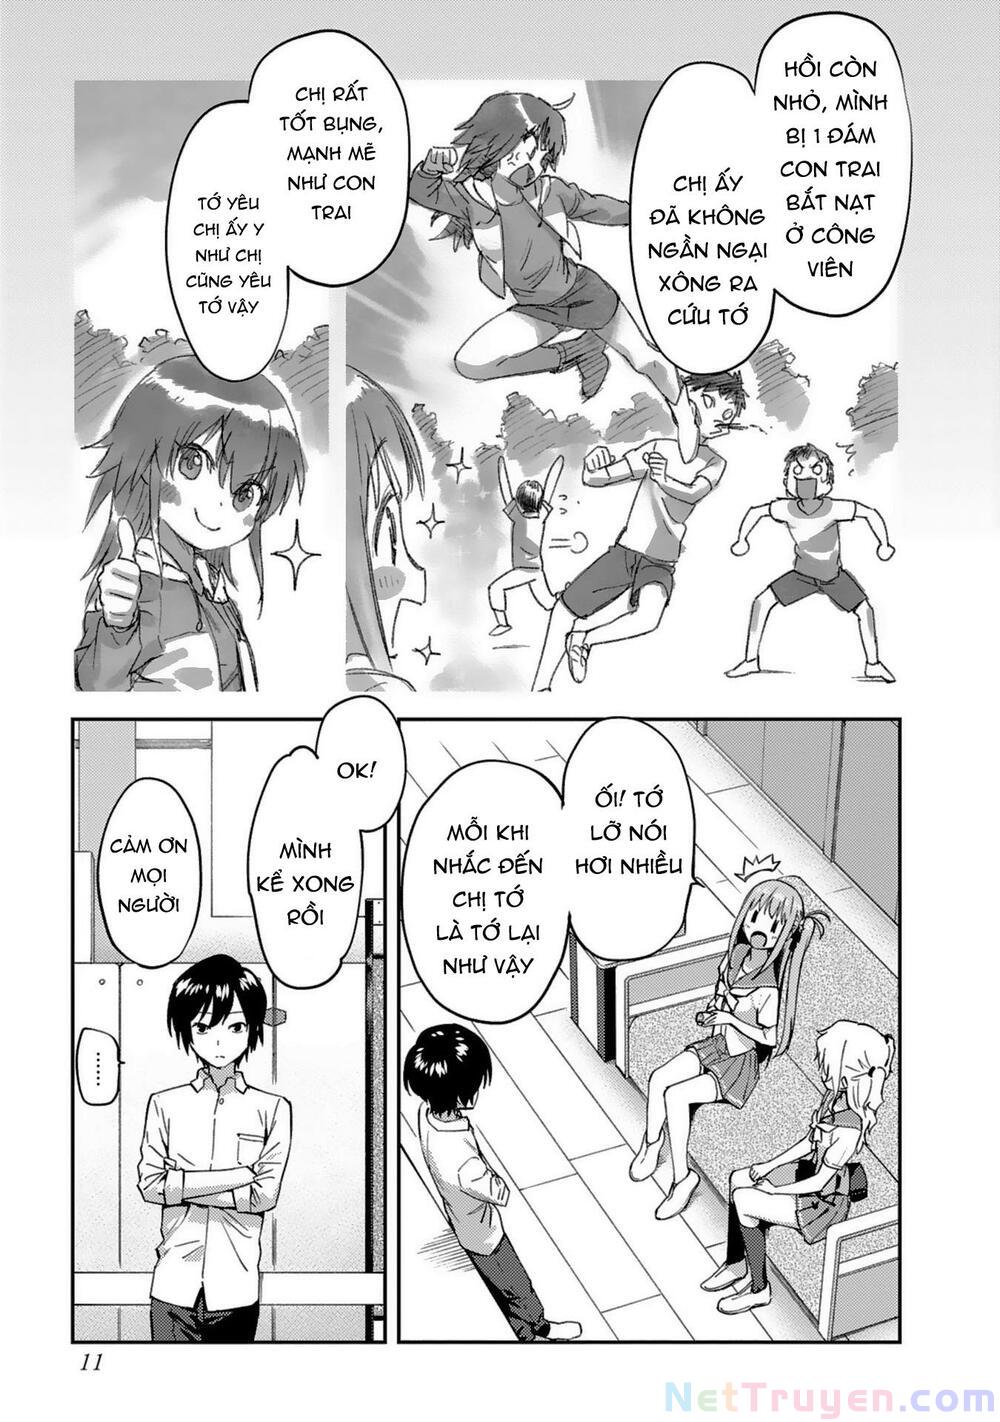 HỒI CÒN
NHỎ, MÌNH
BỊ 1 ĐÁM
CON TRAI
BẮT NẠT
Ở CÔNG
VIÊN
CHỊ ẤY
ĐÃ KHÔNG
NGẦN NGẠI
XÔNG RA
CỨU TỚ
CHỊ RẤT
TỐT BỤNG,
MẠNH MẼ
NHƯ CON
TRAI
TỚ YÊU
CHỊ ẤY Y
NHƯ CHỊ
CŨNG YÊU
TỚ VẬY
ỐI! TỚ
LỠ NÓI
HƠI NHIỀU
MỖI KHI
NHẮC ĐẾN
CHỊ TỚ
LÀ TỚ LẠI
NHƯ VẬY
OK!
MÌNH
KỂ XONG
RỒI
CẢM ƠN
MỌI
NGƯỜI
......
11
NetTruyen.com